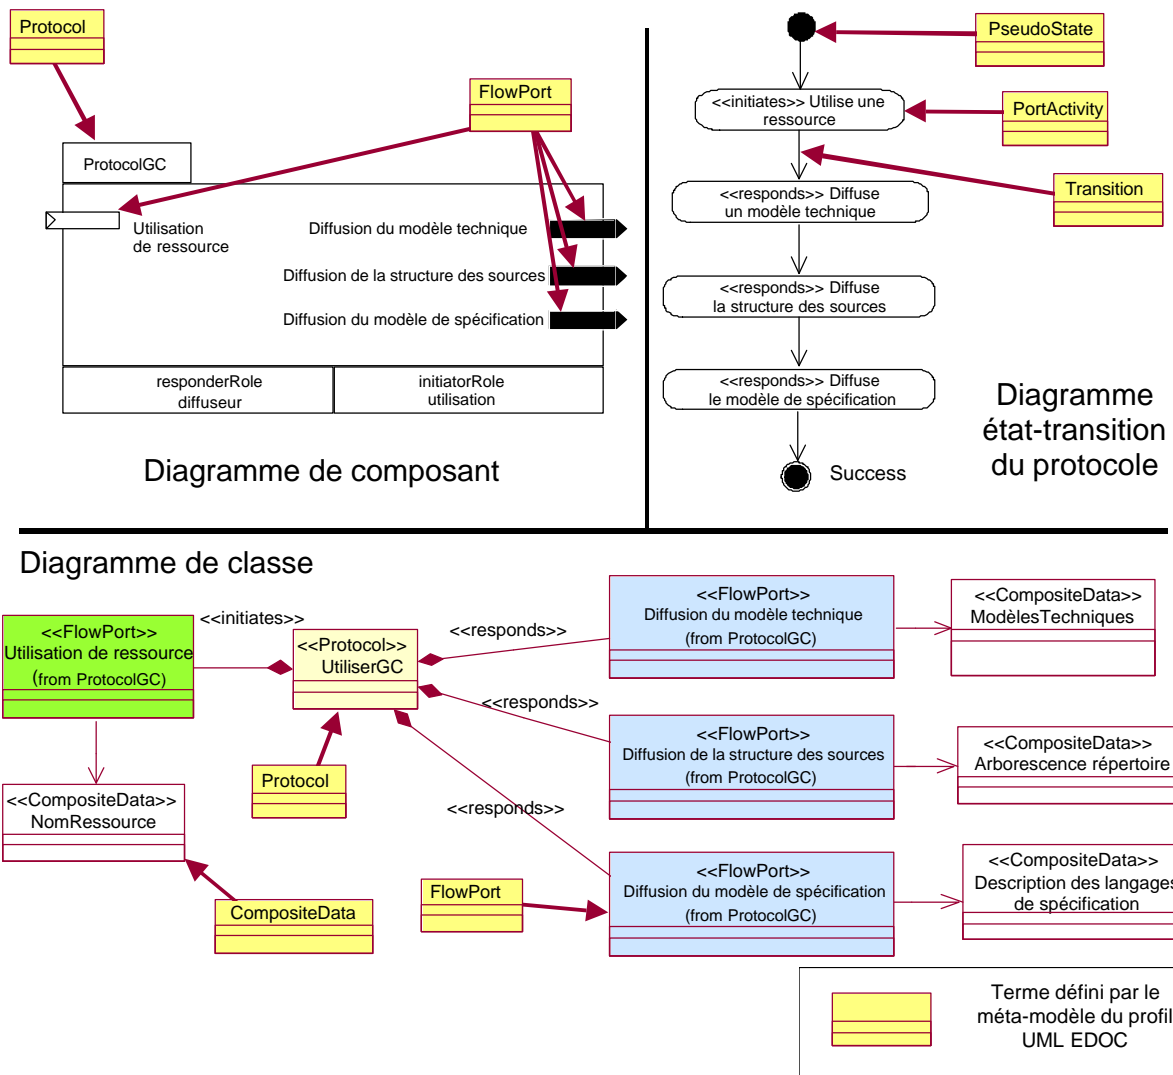 Protocol
FlowPort
ProtocolGC
Utilisation
de ressource
Diffusion du modèle technique
Diffusion de la structure des sources
Diffusion du modèle de spécification
responderRole
diffuseur
initiatorRole
utilisation
Diagramme de composant
PseudoState
<<initiates>> Utilise une
ressource
PortActivity
<<responds>> Diffuse
un modèle technique
Transition
<<responds>> Diffuse
la structure des sources
<<responds>> Diffuse
le modèle de spécification
Success
Diagramme
état-transition
du protocole
Diagramme de classe
<<FlowPort>>
Utilisation de ressource
(from ProtocolGC)
<<initiates>>
<<Protocol>>
UtiliserGC
<<responds>>
<<FlowPort>>
Diffusion du modèle technique
(from ProtocolGC)
<<CompositeData>>
ModèlesTechniques
<<responds>>
<<FlowPort>>
Diffusion de la structure des sources
(from ProtocolGC)
<<CompositeData>>
Arborescence répertoire
Protocol
<<CompositeData>>
NomRessource
<<responds>>
<<FlowPort>>
Diffusion du modèle de spécification
(from ProtocolGC)
<<CompositeData>>
Description des langages
de spécification
CompositeData
FlowPort
Terme défini par le
méta-modèle du profil
UML EDOC